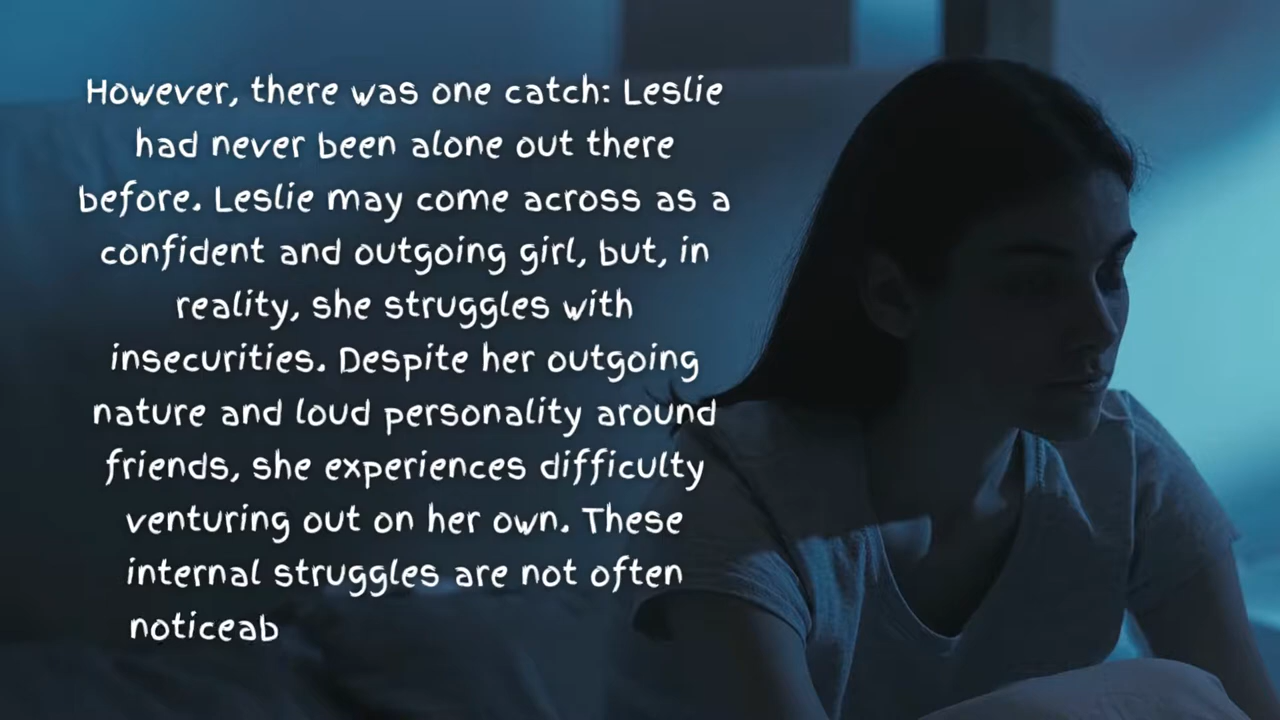 However, there was one catch: Leslie
had never been alone out there
before. Leslie may come across as a
confident and outgoing girl, but, in
reality, she struggles with
insecurities. Despite her outgoing
nature and loud personality around
friends, she experiences difficulty
venturing out on her own. These
internal struggles are not often
noticeab